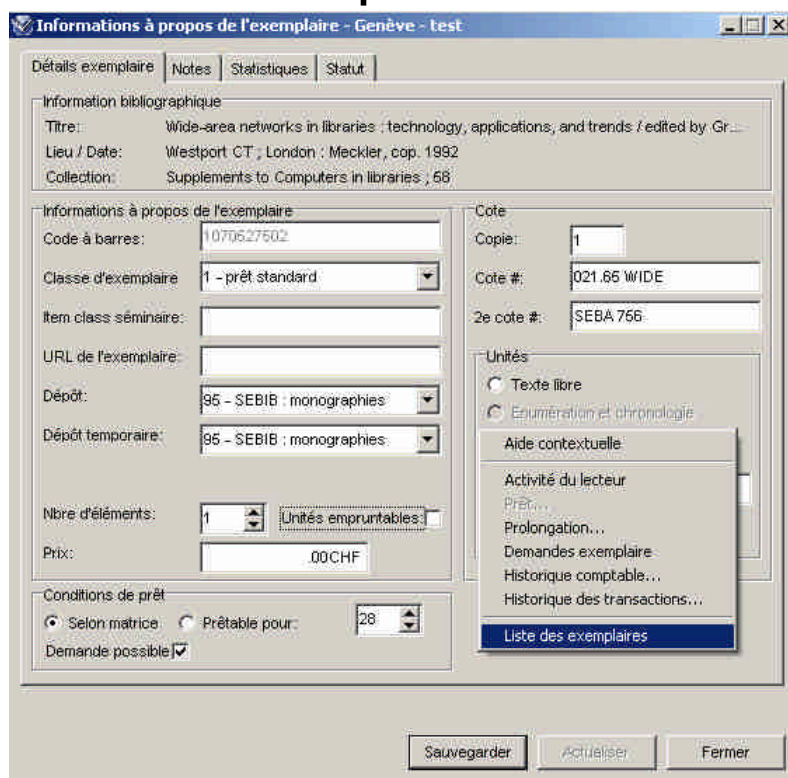 Informations à propos de l'exemplaire - Genève - test
Détails exemplaire Notes Statistiques Statut
Information bibliographique
Titre: Wide-area networks in libraries : technology, applications, and trends / edited by Gr...
Lieu / Date: Westport CT ; London : Meckler, cop. 1992
Collection: Supplements to Computers in libraries ; 58
Informations à propos de l'exemplaire
Code à barres: 1070627602
Classe d'exemplaire 1 - prêt standard
Item class séminaire:
URL de l'exemplaire:
Dépôt: 95 - SEBIB : monographies
Dépôt temporaire: 95 - SEBIB : monographies
Nbre d'éléments: 1 Unités empruntables:
Prix: .00CHF
Cote
Copie: 1
Cote #: 021.65 WIDE
2e cote #: SEBA 756
Unités
Texte libre
Enumération et chronologie
Aide contextuelle
Activité du lecteur
Prêt...
Prolongation...
Demandes exemplaire
Historique comptable...
Historique des transactions...
Liste des exemplaires
Conditions de prêt
Selon matrice Prêtable pour: 28
Demande possible
Sauvegarder Actualiser Fermer